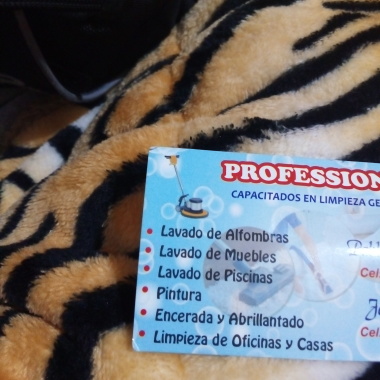 PROFESSION
CAPACITADOS EN LIMPIEZA GE
• Lavado de Alfombras
• Lavado de Muebles
Cel
• Lavado de Piscinas
• Pintura
• Encerada y Abrillantado
Cel
• Limpieza de Oficinas y Casas